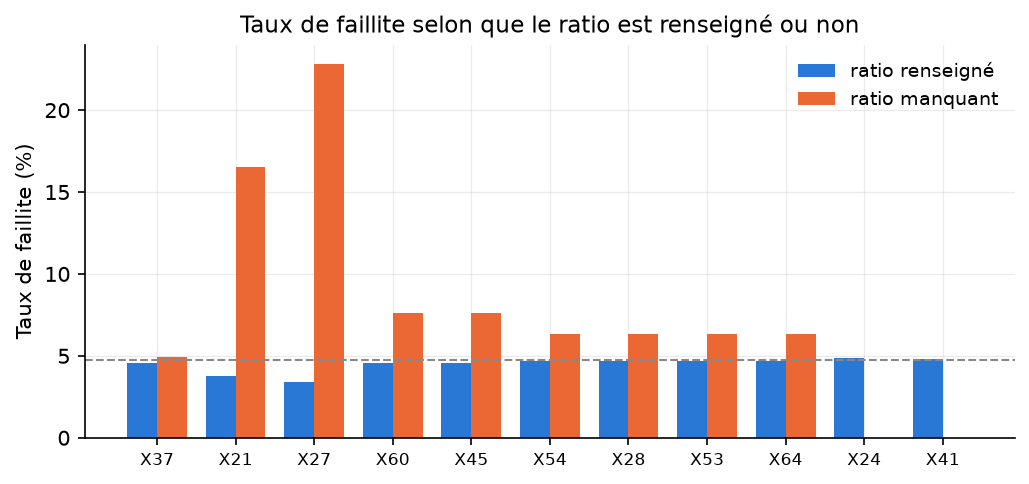 Taux de faillite selon que le ratio est renseigné ou non
ratio renseigné
ratio manquant
Taux de faillite (%)
20
15
10
5
0
X37 X21 X27 X60 X45 X54 X28 X53 X64 X24 X41